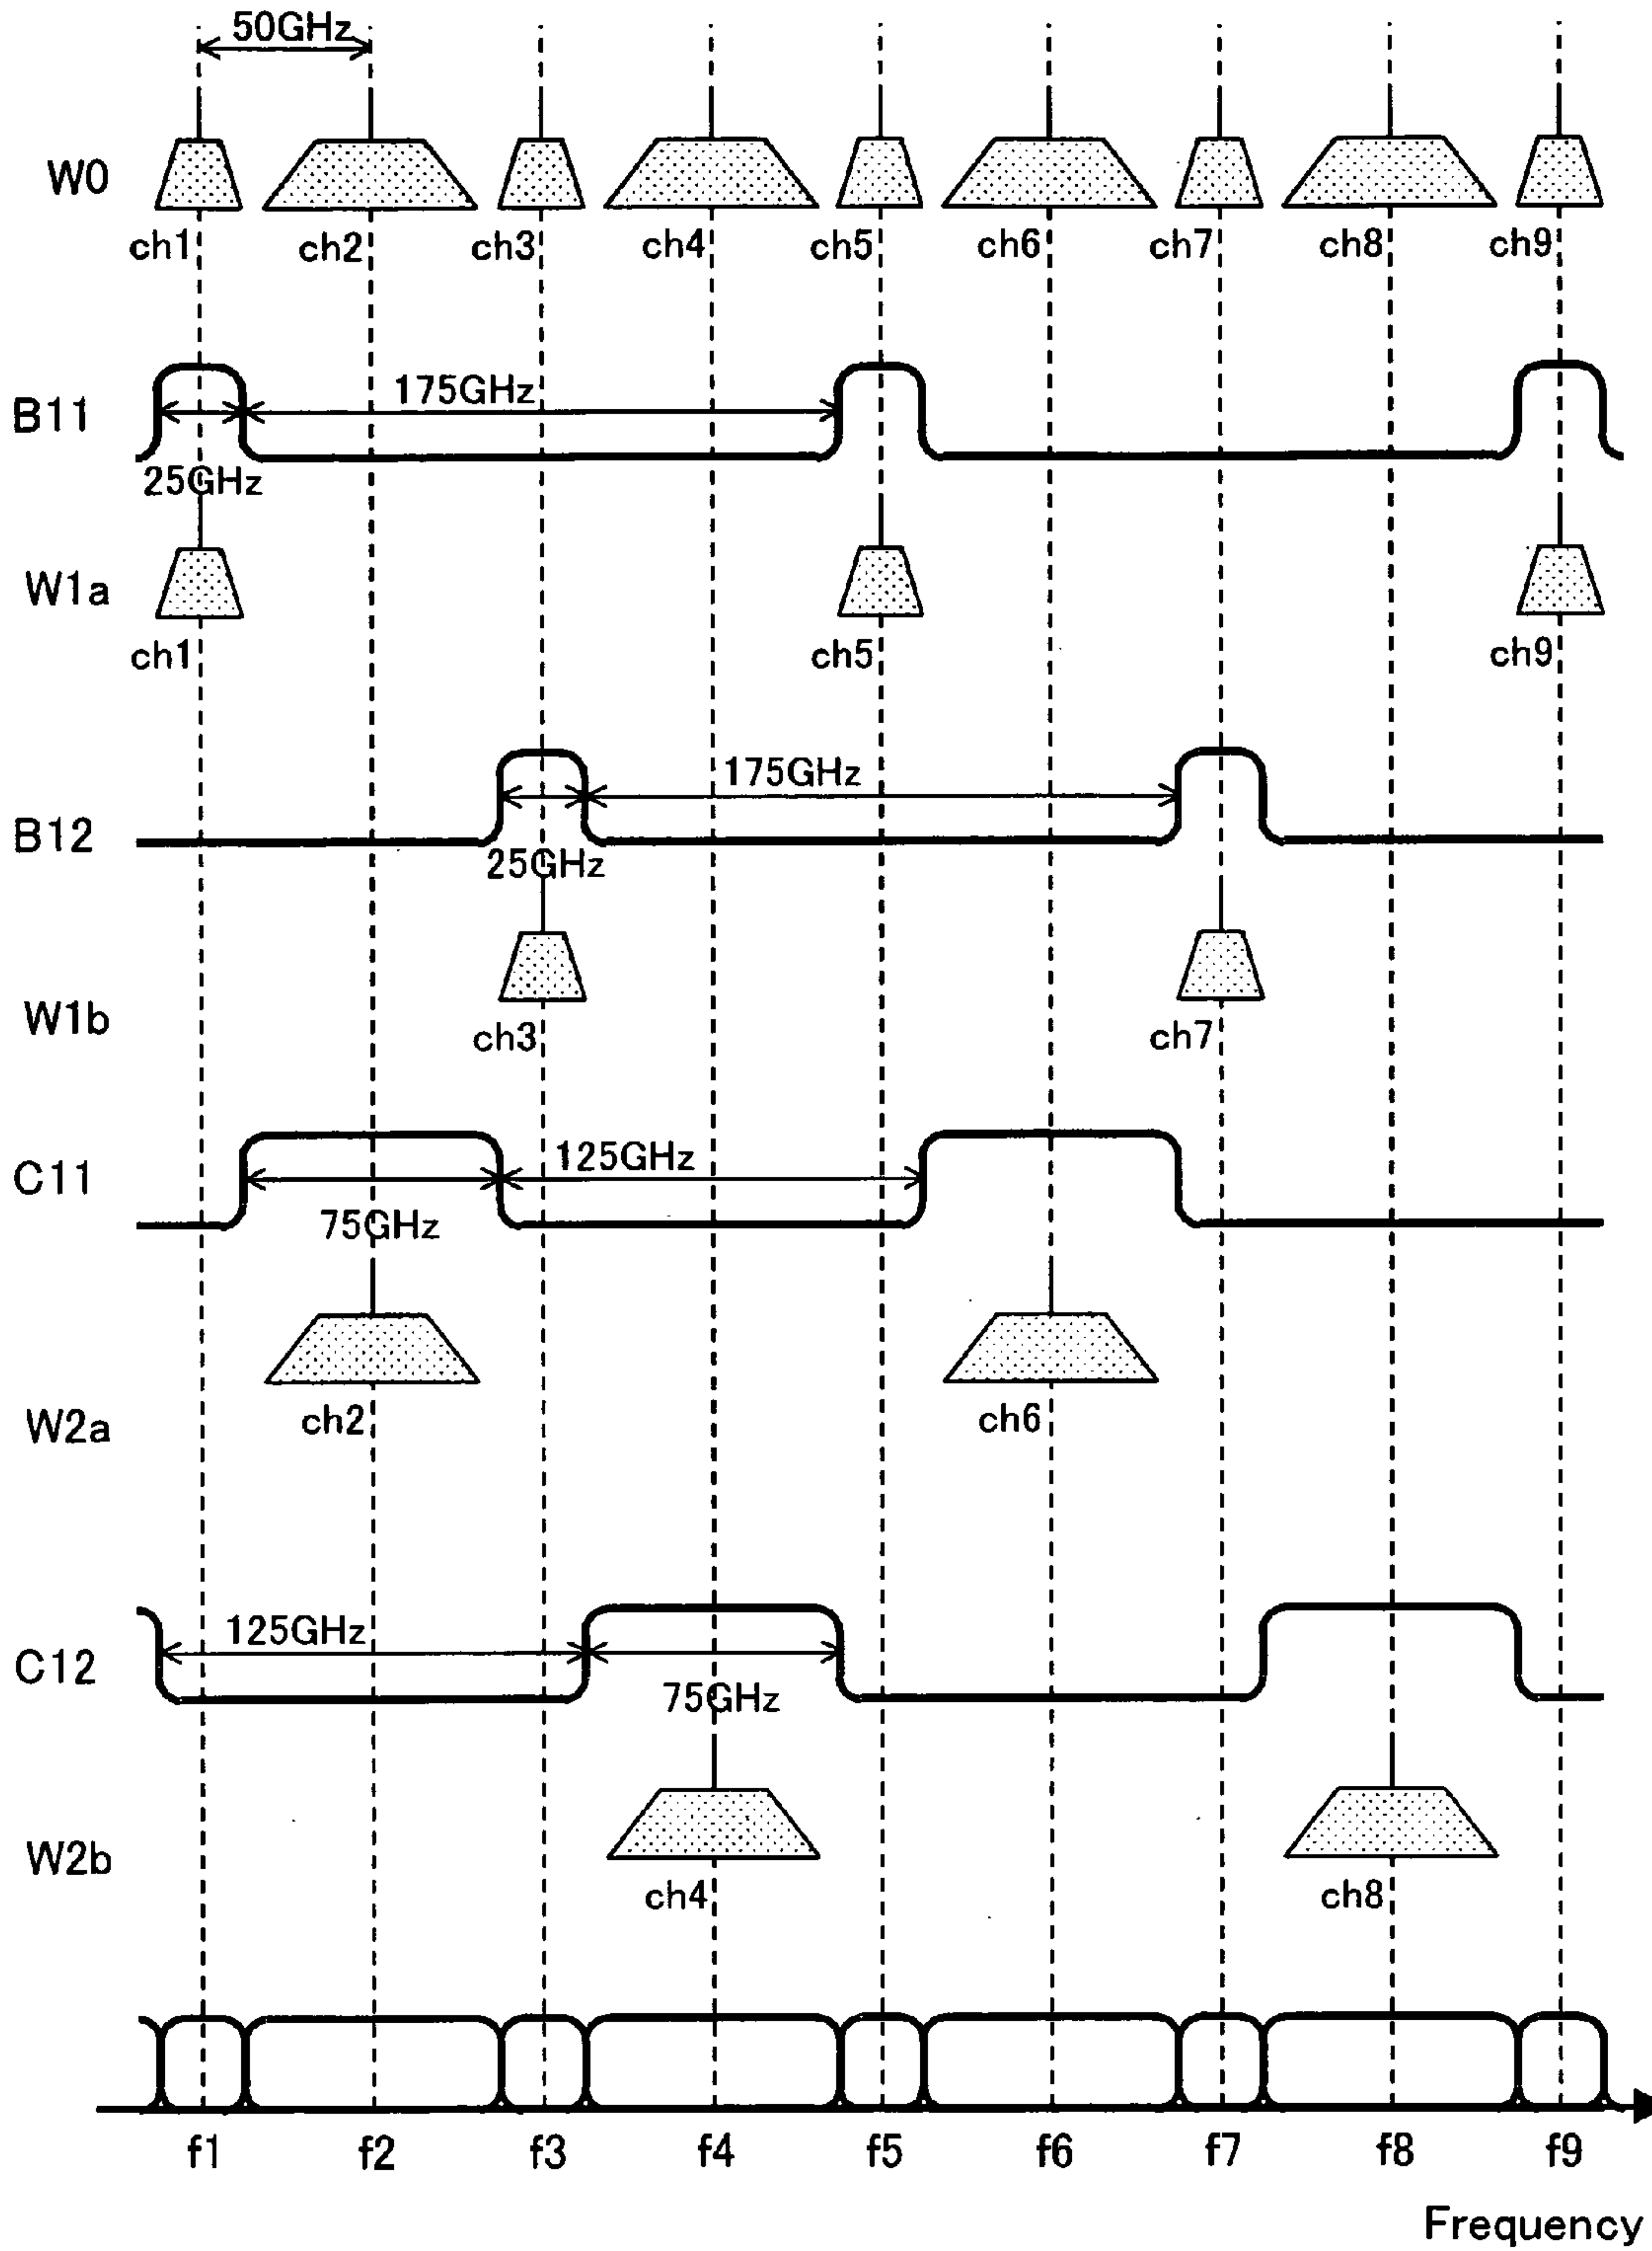 50GHz
W0
ch1 ch2 ch3 ch4 ch5 ch6 ch7 ch8 ch9
175GHz
B11
25GHz
W1a
ch1 ch5 ch9
175GHz
B12
25GHz
W1b
ch3 ch7
125GHz
C11
75GHz
ch2 ch6
W2a
125GHz
C12
75GHz
W2b
ch4 ch8
f1 f2 f3 f4 f5 f6 f7 f8 f9
Frequency